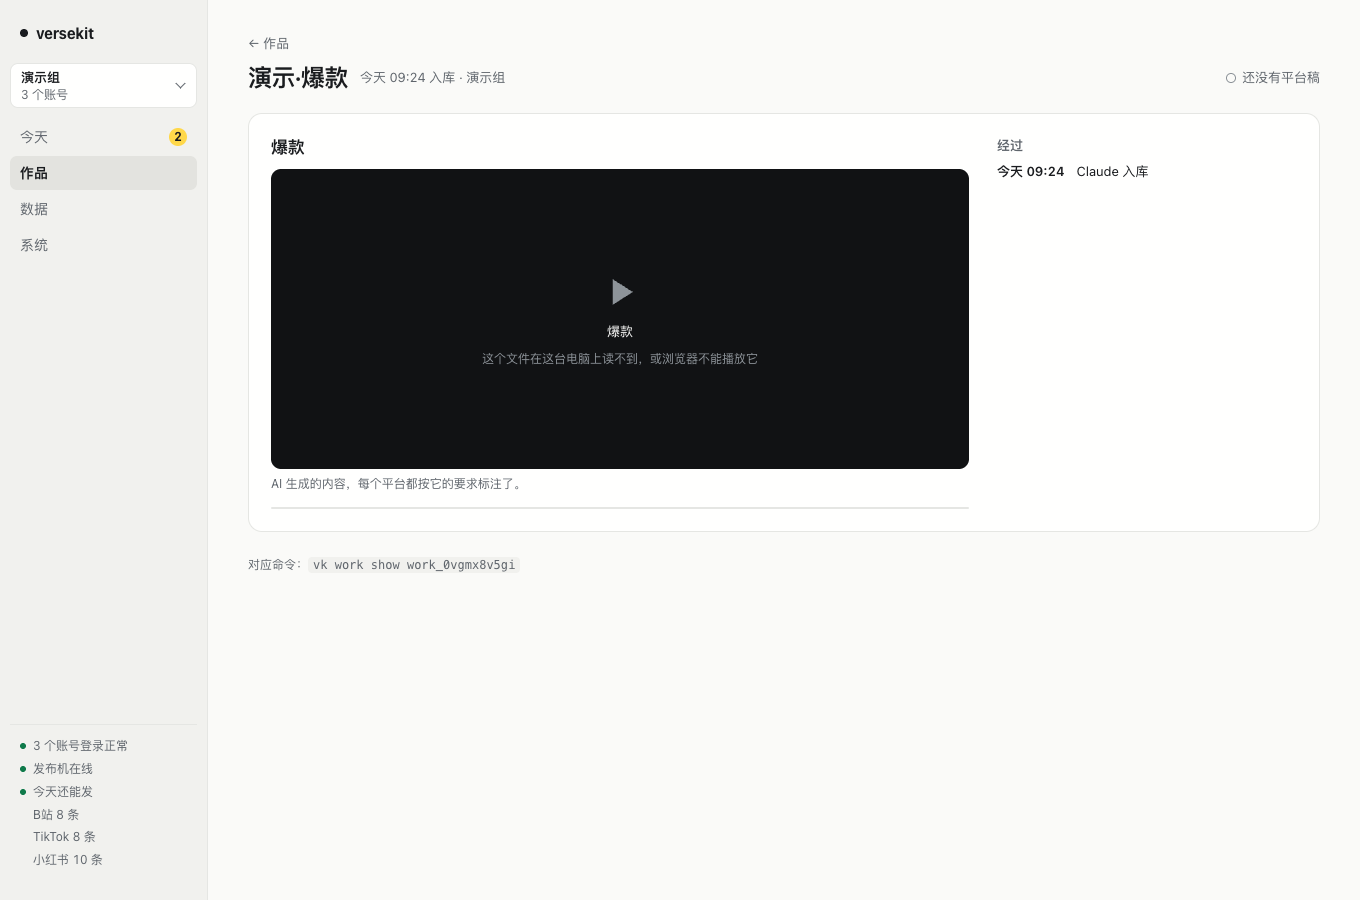 versekit
演示组
3 个账号
今天 2
作品
数据
系统
3 个账号登录正常
发布机在线
今天还能发
B站 8 条
TikTok 8 条
小红书 10 条
← 作品
演示·爆款 今天 09:24 入库 · 演示组 还没有平台稿
爆款
爆款
这个文件在这台电脑上读不到，或浏览器不能播放它
AI 生成的内容，每个平台都按它的要求标注了。
经过
今天 09:24 Claude 入库
对应命令： vk work show work_0vgmx8v5gi